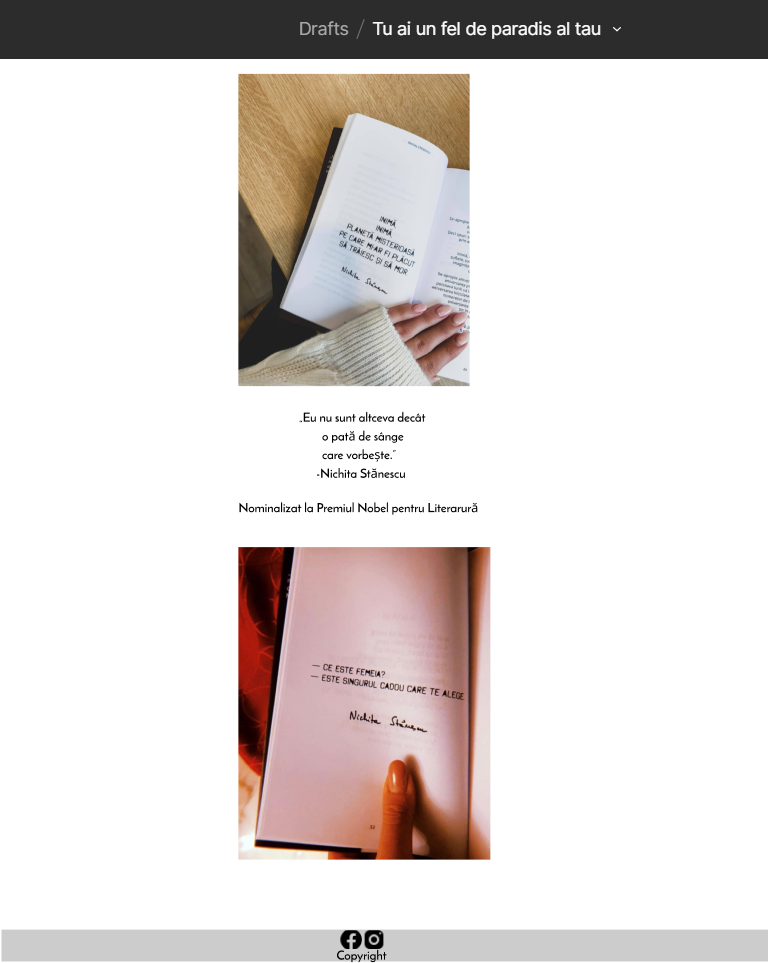 Drafts / Tu ai un fel de paradis al tau
INIMĂ
INIMĂ
PLANETĂ MISTERIOASĂ
PE CARE MI-AR FI PLĂCUT
SĂ TRĂIESC ȘI SĂ MOR
Nichita Stănescu
„Eu nu sunt altceva decât
o pată de sânge
care vorbește.”
-Nichita Stănescu
Nominalizat la Premiul Nobel pentru Literarură
— CE ESTE FEMEIA?
— ESTE SINGURUL CADOU CARE TE ALEGE
Nichita Stănescu
Copyright